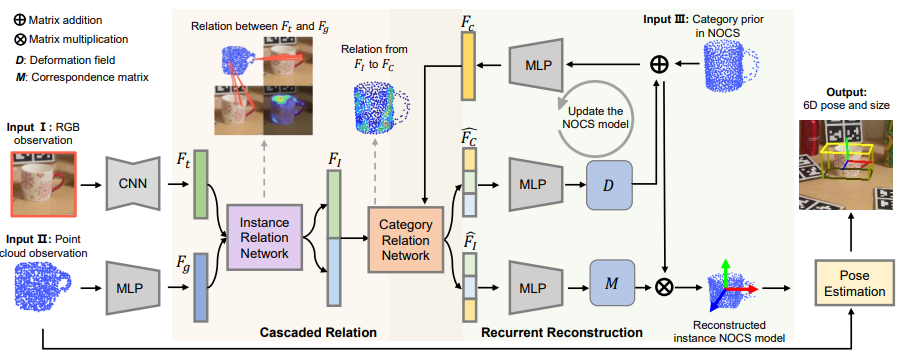 ⊕ Matrix addition
⊗ Matrix multiplication
D: Deformation field
M: Correspondence matrix
Relation between F_t and F_g
Relation from
F_I to F_C
F_c
Input Ⅲ: Category prior
in NOCS
MLP
Update the
NOCS model
Output:
6D pose and size
Input Ⅰ: RGB
observation
CNN
F_t
F_I
\widehat{F_C}
MLP
D
Instance
Relation
Network
Category
Relation
Network
Input Ⅱ: Point
cloud observation
MLP
F_g
\widehat{F}_I
MLP
M
Pose
Estimation
Reconstructed
instance NOCS model
Cascaded Relation
Recurrent Reconstruction